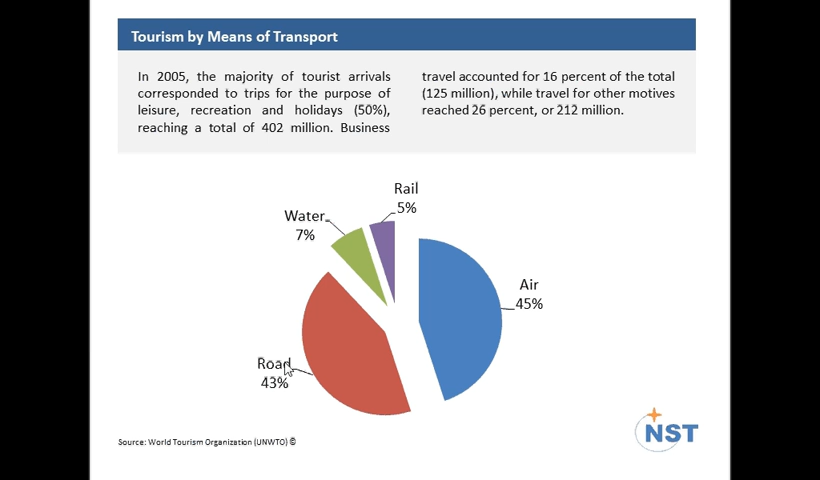 Tourism by Means of Transport
In 2005, the majority of tourist arrivals
corresponded to trips for the purpose of
leisure, recreation and holidays (50%),
reaching a total of 402 million. Business
travel accounted for 16 percent of the total
(125 million), while travel for other motives
reached 26 percent, or 212 million.
Rail
5%
Water
7%
Air
45%
Road
43%
Source: World Tourism Organization (UNWTO) ©
NST